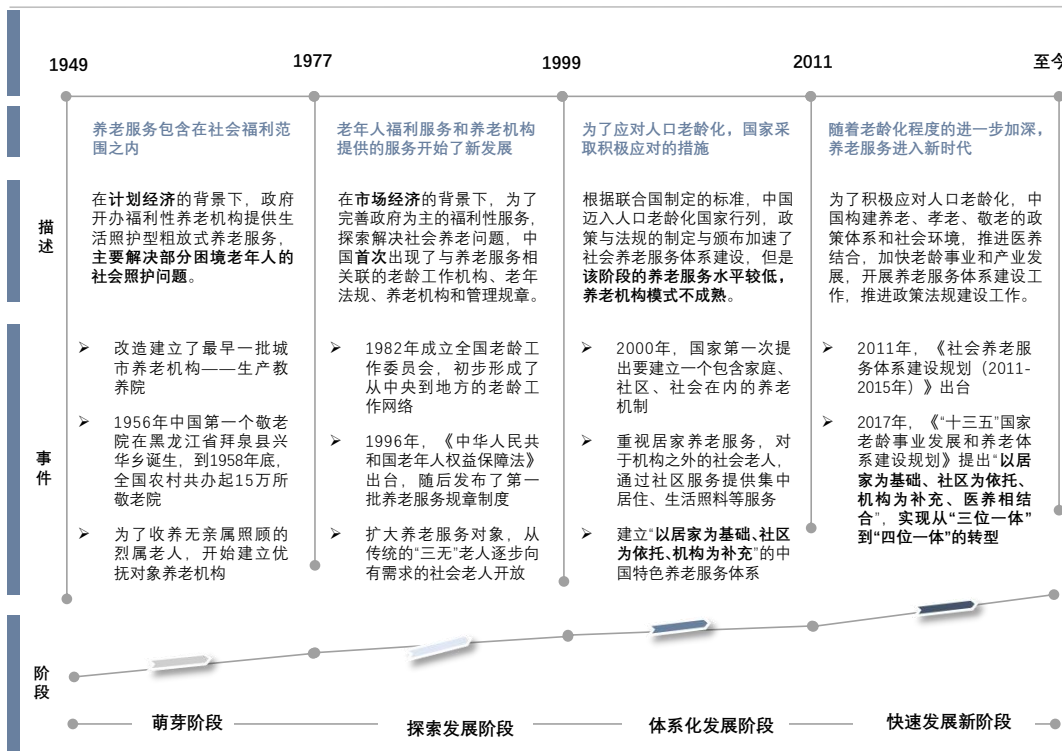 1949
1977
1999
2011
至今
养老服务包含在社会福利范
围之内
老年人福利服务和养老机构
提供的服务开始了新发展
为了应对人口老龄化，国家采
取积极应对的措施
随着老龄化程度的进一步加深，
养老服务进入新时代
描
述
在计划经济的背景下，政府
开办福利性养老机构提供生
活照护型粗放式养老服务，
主要解决部分困境老年人的
社会照护问题。
在市场经济的背景下，为了
完善政府为主的福利性服务，
探索解决社会养老问题，中
国首次出现了与养老服务相
关联的老龄工作机构、老年
法规、养老机构和管理规章。
根据联合国制定的标准，中国
迈入人口老龄化国家行列，政
策与法规的制定与颁布加速了
社会养老服务体系建设，但是
该阶段的养老服务水平较低，
养老机构模式不成熟。
为了积极应对人口老龄化，中
国构建养老、孝老、敬老的政
策体系和社会环境，推进医养
结合，加快老龄事业和产业发
展，开展养老服务体系建设工
作，推进政策法规建设工作。
事
件
➢ 改造建立了最早一批城
市养老机构——生产教
养院
➢ 1956年中国第一个敬老
院在黑龙江省拜泉县兴
华乡诞生，到1958年底，
全国农村共办起15万所
敬老院
➢ 为了收养无亲属照顾的
烈属老人，开始建立优
抚对象养老机构
➢ 1982年成立全国老龄工
作委员会，初步形成了
从中央到地方的老龄工
作网络
➢ 1996年，《中华人民共
和国老年人权益保障法》
出台，随后发布了第一
批养老服务规章制度
➢ 扩大养老服务对象，从
传统的“三无”老人逐步向
有需求的社会老人开放
➢ 2000年，国家第一次提
出要建立一个包含家庭、
社区、社会在内的养老
机制
➢ 重视居家养老服务，对
于机构之外的社会老人，
通过社区服务提供集中
居住、生活照料等服务
➢ 建立“以居家为基础、社区
为依托、机构为补充”的中
国特色养老服务体系
➢ 2011年，《社会养老服
务体系建设规划（2011-
2015年）》出台
➢ 2017年，《“十三五”国家
老龄事业发展和养老体
系建设规划》提出“以居
家为基础、社区为依托、
机构为补充、医养相结
合”，实现从“三位一体”
到“四位一体”的转型
阶
段
萌芽阶段
探索发展阶段
体系化发展阶段
快速发展新阶段